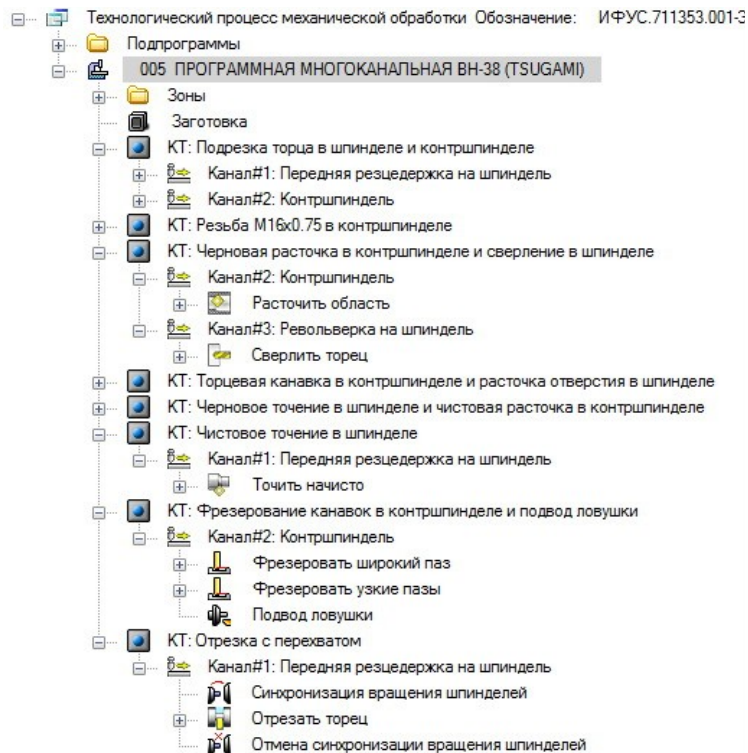 Технологический процесс механической обработки Обозначение: ИФУС.711353.001-З
Подпрограммы
005 ПРОГРАММНАЯ МНОГОКАНАЛЬНАЯ BH-38 (TSUGAMI)
Зоны
Заготовка
КТ: Подрезка торца в шпинделе и контршпинделе
Канал#1: Передняя резцедержка на шпиндель
Канал#2: Контршпиндель
КТ: Резьба М16х0.75 в контршпинделе
КТ: Черновая расточка в контршпинделе и сверление в шпинделе
Канал#2: Контршпиндель
Расточить область
Канал#3: Револьверка на шпиндель
Сверлить торец
КТ: Торцевая канавка в контршпинделе и расточка отверстия в шпинделе
КТ: Черновое точение в шпинделе и чистовая расточка в контршпинделе
КТ: Чистовое точение в шпинделе
Канал#1: Передняя резцедержка на шпиндель
Точить начисто
КТ: Фрезерование канавок в контршпинделе и подвод ловушки
Канал#2: Контршпиндель
Фрезеровать широкий паз
Фрезеровать узкие пазы
Подвод ловушки
КТ: Отрезка с перехватом
Канал#1: Передняя резцедержка на шпиндель
Синхронизация вращения шпинделей
Отрезать торец
Отмена синхронизации вращения шпинделей